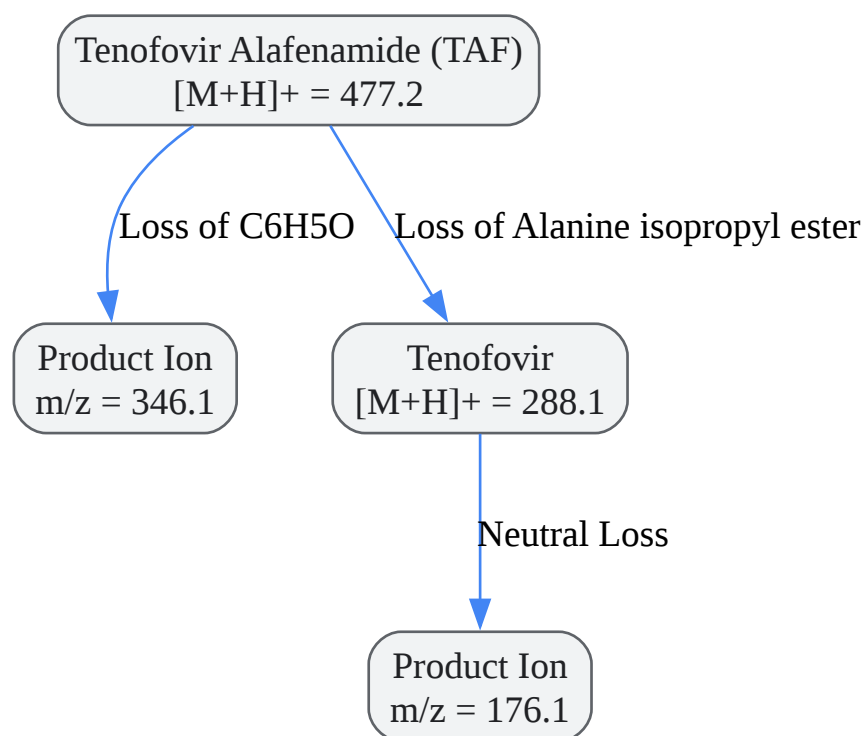 Tenofovir Alafenamide (TAF)
[M+H]+ = 477.2
Loss of C6H5O
Loss of Alanine isopropyl ester
Product Ion
m/z = 346.1
Tenofovir
[M+H]+ = 288.1
Neutral Loss
Product Ion
m/z = 176.1